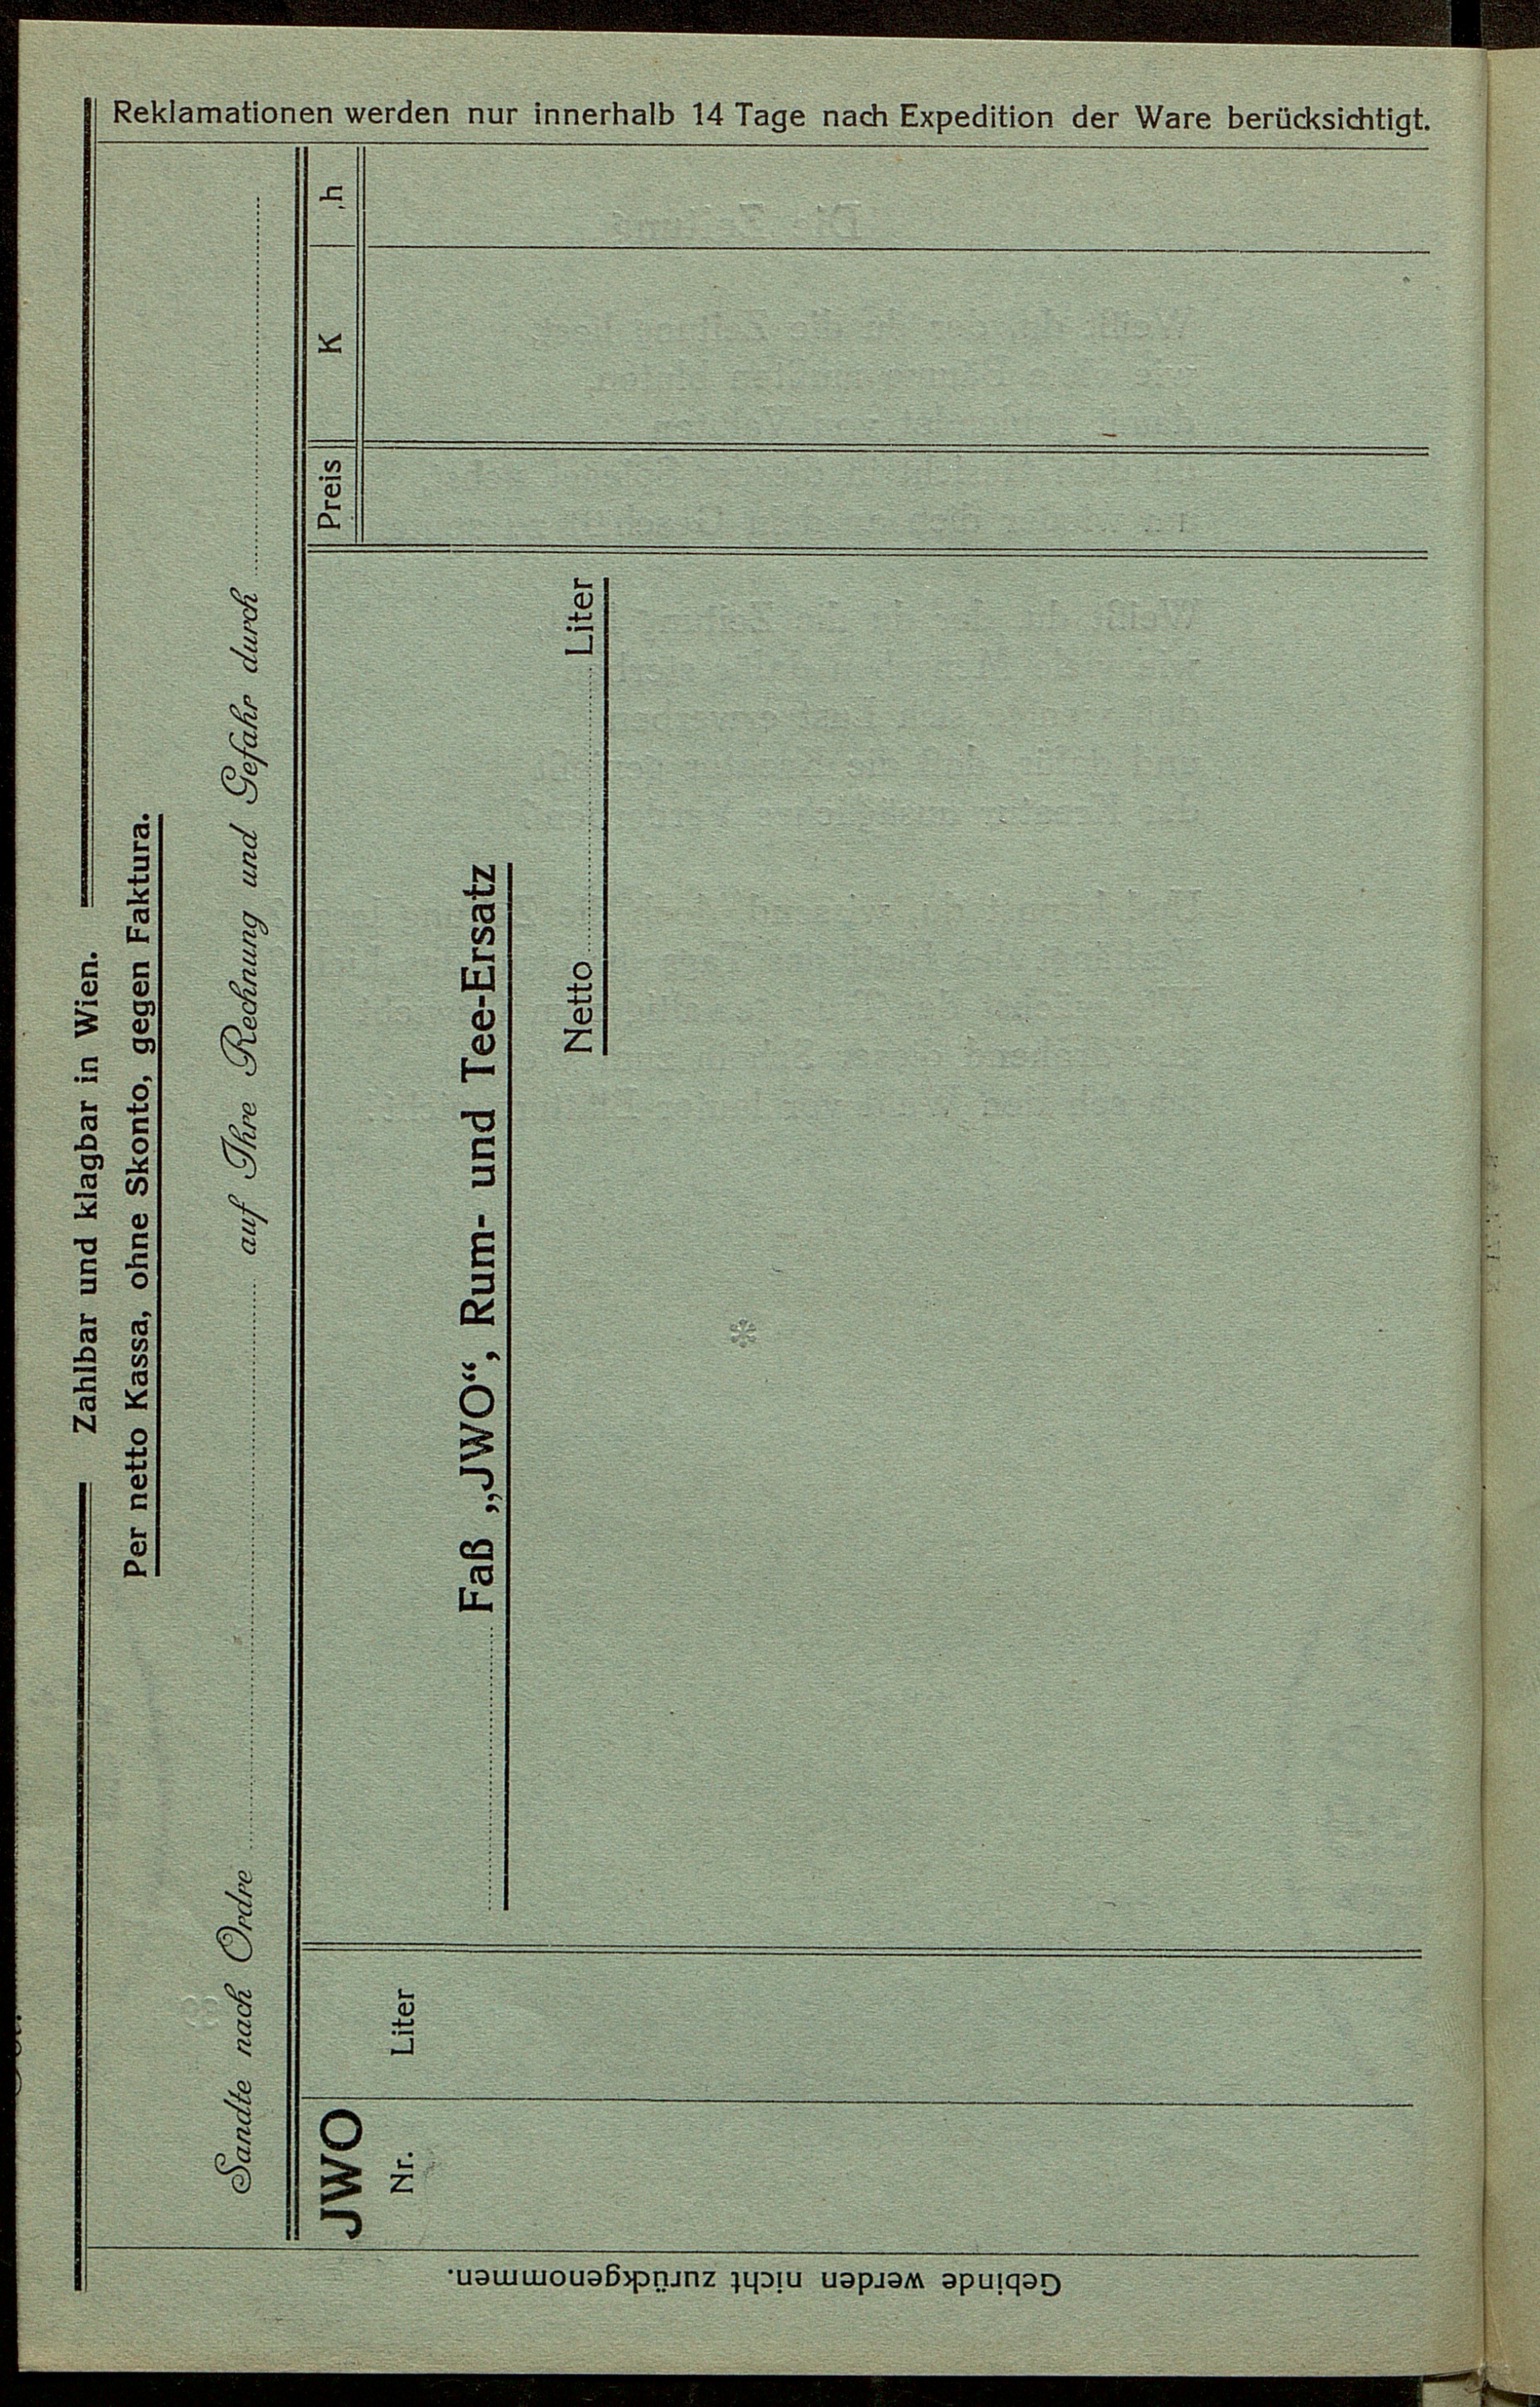 Reklamationen werden nur innerhalb 14 Tage nach Expedition der Ware berücksichtigt.
Zahlbar und klagbar in Wien.
Per netto Kassa, ohne Skonto, gegen Faktura.
Sandte nach Ordre auf Ihre Rechnung und Gefahr durch
JWO
Nr. Liter
Preis K h
Faß „JWO“, Rum- und Tee-Ersatz
Netto Liter
Gebinde werden nicht zurückgenommen.